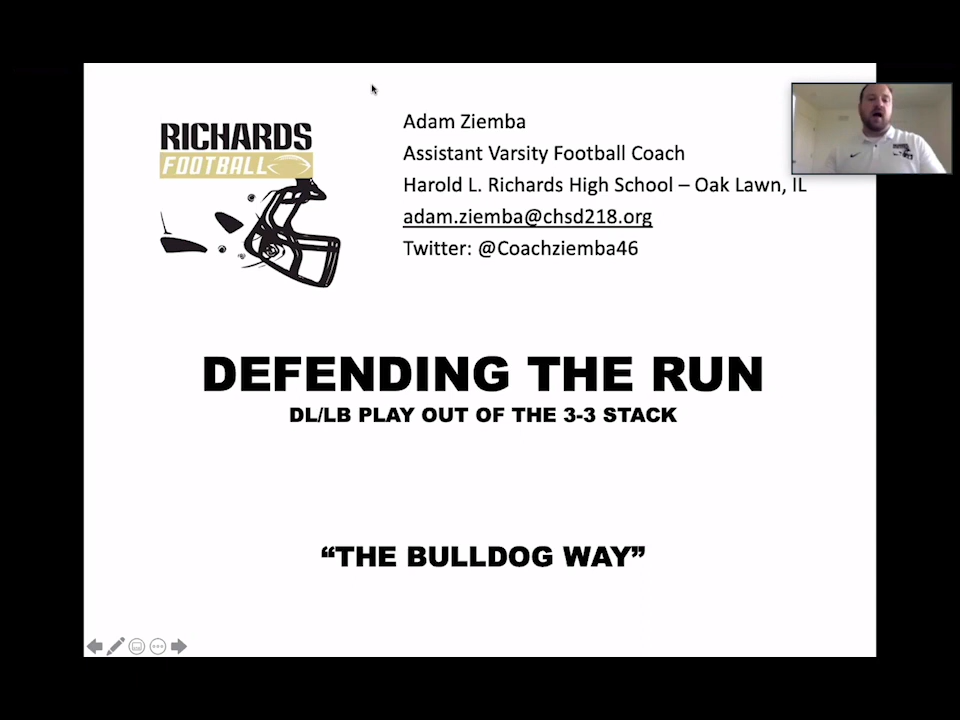 RICHARDS
FOOTBALL
Adam Ziemba
Assistant Varsity Football Coach
Harold L. Richards High School – Oak Lawn, IL
adam.ziemba@chsd218.org
Twitter: @Coachziemba46
DEFENDING THE RUN
DL/LB PLAY OUT OF THE 3-3 STACK
“THE BULLDOG WAY”